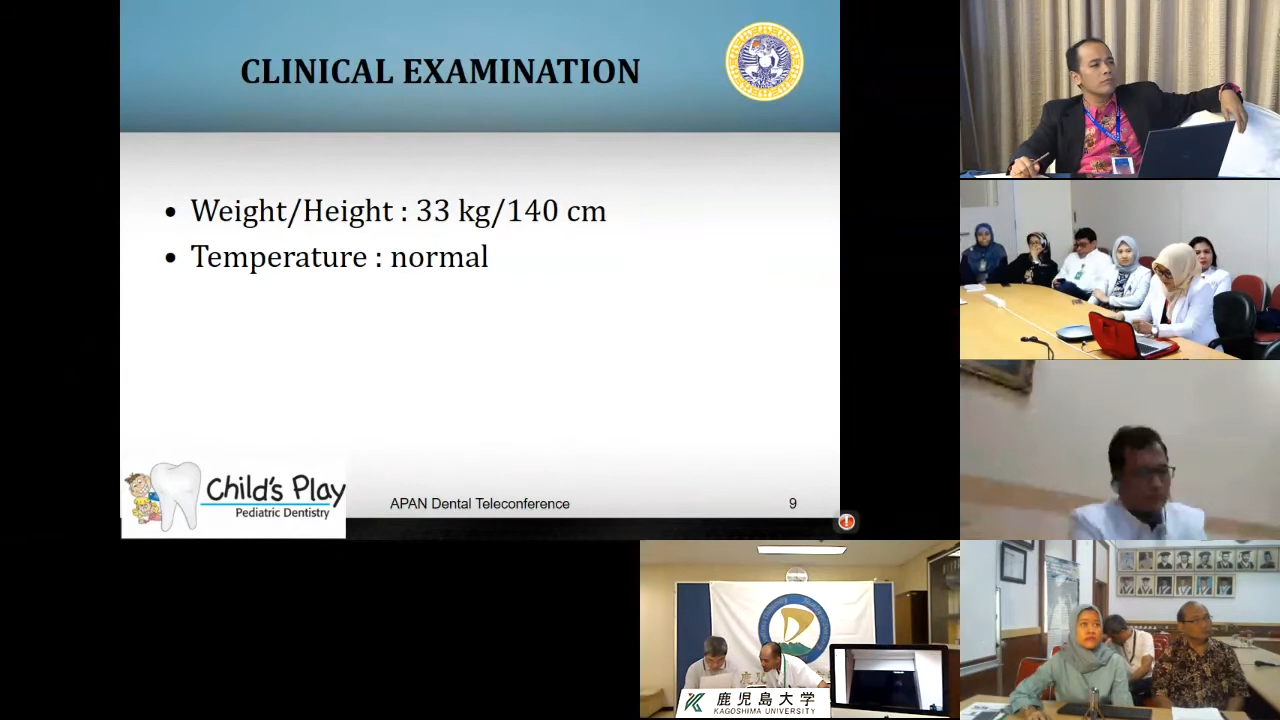 CLINICAL EXAMINATION
• Weight/Height : 33 kg/140 cm
• Temperature : normal
Child's Play
Pediatric Dentistry
APAN Dental Teleconference
9
鹿児島大学
KAGOSHIMA UNIVERSITY